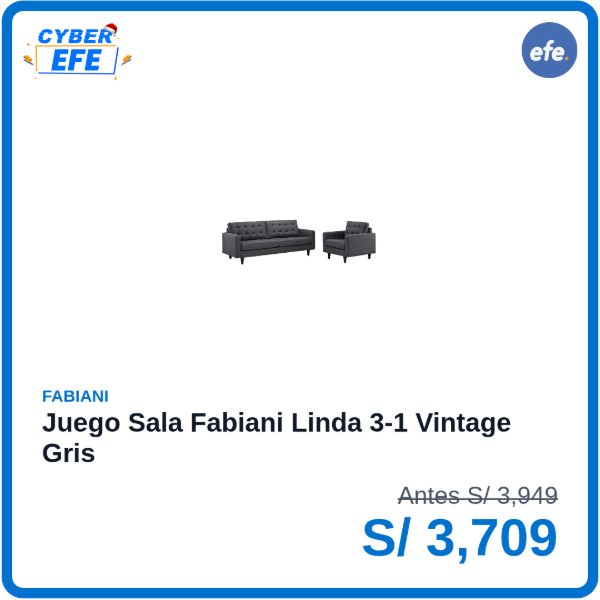 CYBER
EFE
efe.
FABIANI
Juego Sala Fabiani Linda 3-1 Vintage
Gris
Antes S/ 3,949
S/ 3,709